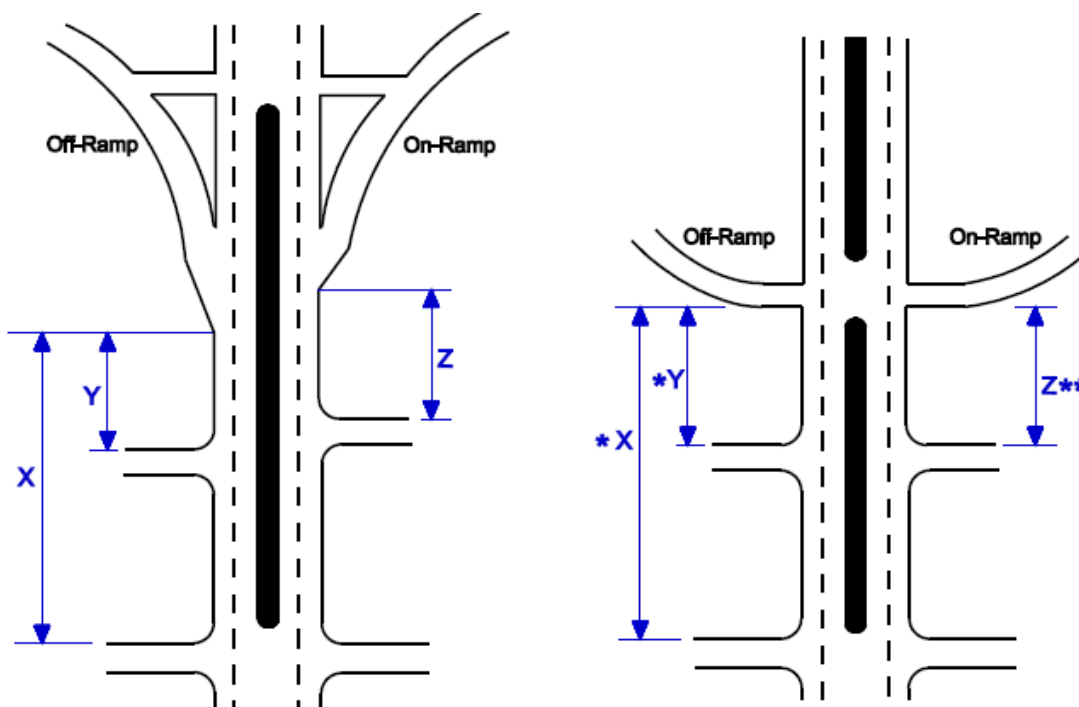 Off-Ramp
On-Ramp
Z
Y
X
Off-Ramp
On-Ramp
*Y
Z**
*X